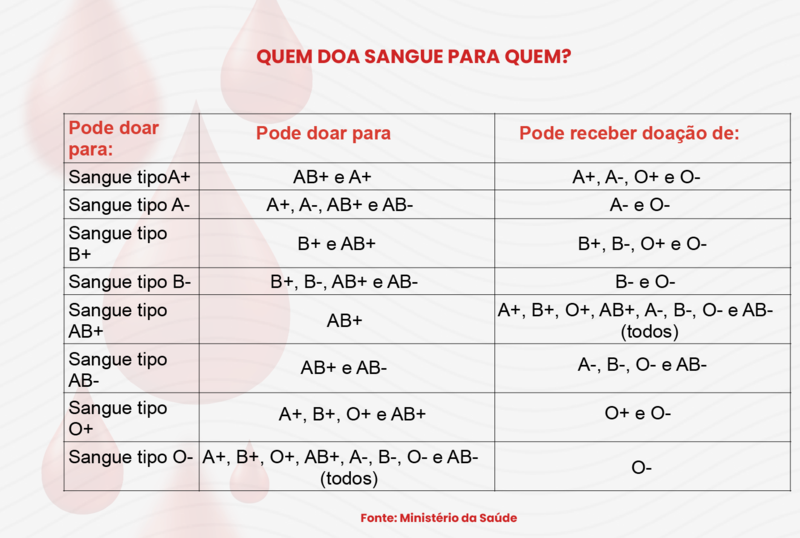 QUEM DOA SANGUE PARA QUEM?
Pode doar
para:
Pode doar para
Pode receber doação de:
Sangue tipoA+
AB+ e A+
A+, A-, O+ e O-
Sangue tipo A-
A+, A-, AB+ e AB-
A- e O-
Sangue tipo
B+
B+ e AB+
B+, B-, O+ e O-
Sangue tipo B-
B+, B-, AB+ e AB-
B- e O-
Sangue tipo
AB+
AB+
A+, B+, O+, AB+, A-, B-, O- e AB-
(todos)
Sangue tipo
AB-
AB+ e AB-
A-, B-, O- e AB-
Sangue tipo
O+
A+, B+, O+ e AB+
O+ e O-
Sangue tipo O-
A+, B+, O+, AB+, A-, B-, O- e AB-
(todos)
O-
Fonte: Ministério da Saúde